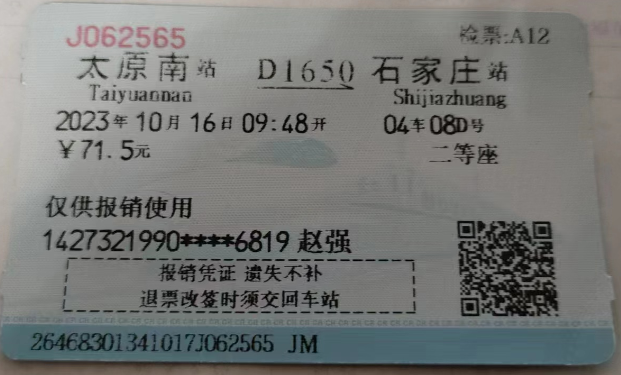 J062565 检票:A12
太原南站 D1650 石家庄站
Taiyuannan Shijiazhuang
2023年10月16日09:48开 04车08D号
￥71.5元 二等座
仅供报销使用
1427321990****6819 赵强
报销凭证 遗失不补
退票改签时须交回车站
26468301341017J062565 JM